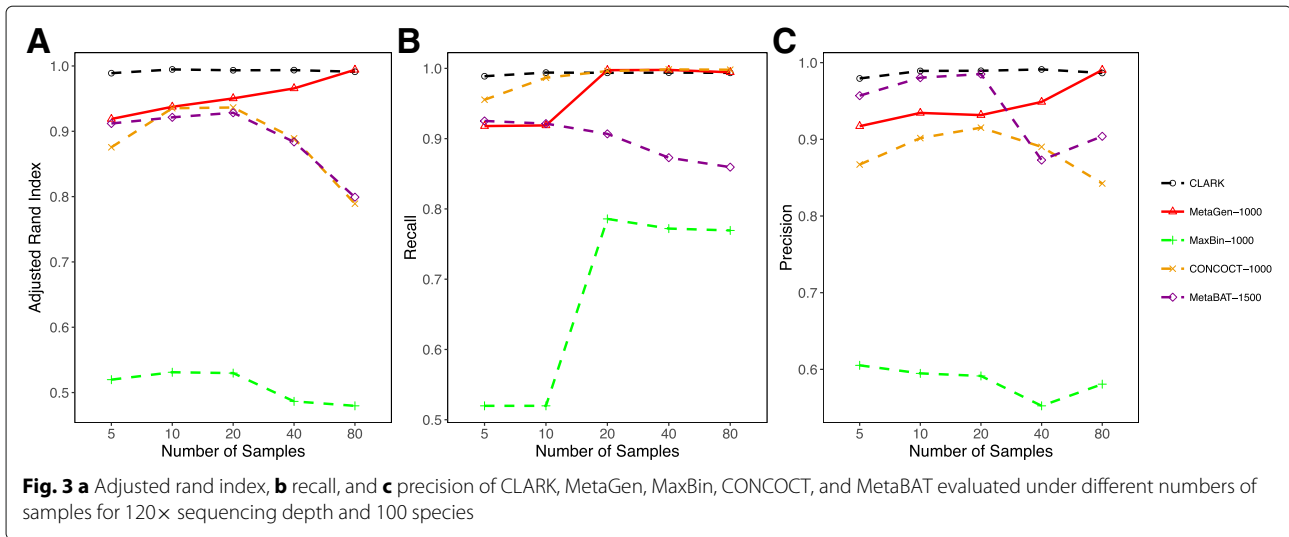 A
1.0
0.9
0.8
0.7
0.6
0.5
Adjusted Rand Index
5 10 20 40 80
Number of Samples
B
1.0
0.9
0.8
0.7
0.6
0.5
Recall
5 10 20 40 80
Number of Samples
C
1.0
0.9
0.8
0.7
0.6
Precision
5 10 20 40 80
Number of Samples
CLARK
MetaGen−1000
MaxBin−1000
CONCOCT−1000
MetaBAT−1500
Fig. 3 a Adjusted rand index, b recall, and c precision of CLARK, MetaGen, MaxBin, CONCOCT, and MetaBAT evaluated under different numbers of
samples for 120× sequencing depth and 100 species